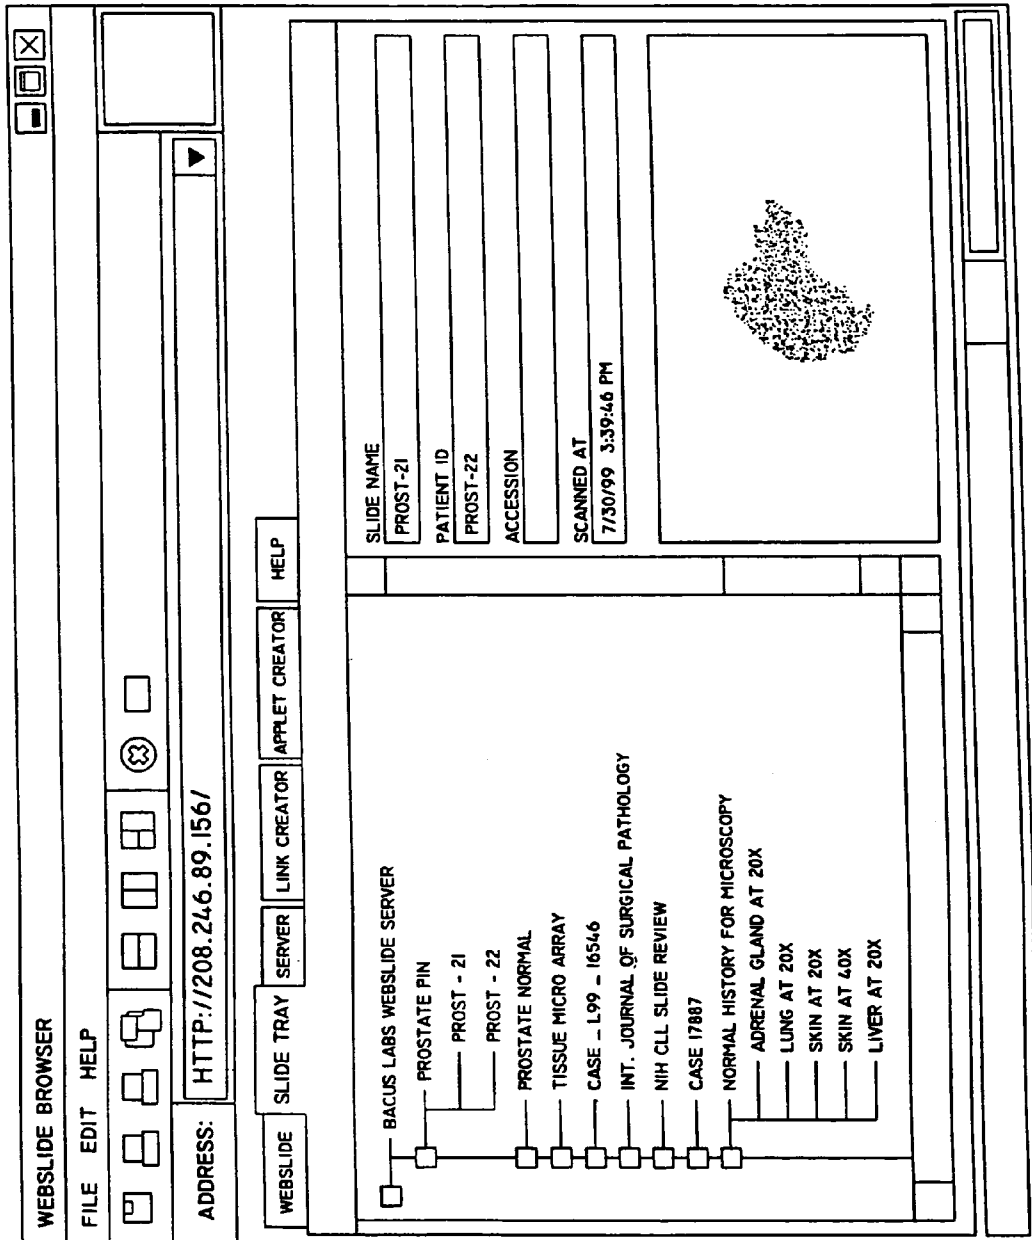 WEBSLIDE BROWSER
FILE EDIT HELP
ADDRESS: HTTP://208.246.89.156/
WEBSLIDE SLIDE TRAY SERVER LINK CREATOR APPLET CREATOR HELP
BACUS LABS WEBSLIDE SERVER
PROSTATE PIN
PROST - 21
PROST - 22
PROSTATE NORMAL
TISSUE MICRO ARRAY
CASE _ L99 _ 16546
INT. JOURNAL OF SURGICAL PATHOLOGY
NIH CLL SLIDE REVIEW
CASE 17887
NORMAL HISTORY FOR MICROSCOPY
ADRENAL GLAND AT 20X
LUNG AT 20X
SKIN AT 20X
SKIN AT 40X
LIVER AT 20X
SLIDE NAME
PROST-21
PATIENT ID
PROST-22
ACCESSION
SCANNED AT
7/30/99 3:39:46 PM